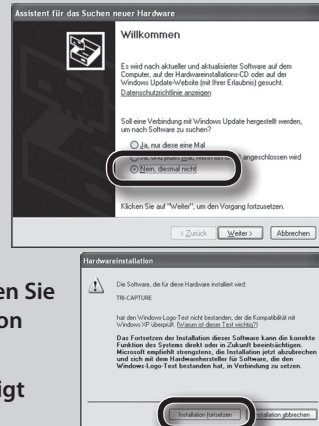 Assistent für das Suchen neuer Hardware
Willkommen
Es wird nach aktueller und aktualisierter Software auf dem
Computer, auf der Hardwareinstallations-CD oder auf der
Windows Update-Website (mit Ihrer Erlaubnis) gesucht.
Datenschutzrichtlinie anzeigen
Soll eine Verbindung mit Windows Update hergestellt werden,
um nach Software zu suchen?
Ja, nur diese eine Mal
Ja, und jedes Mal, wenn ein angeschlossen wird
Nein, diesmal nicht
Klicken Sie auf "Weiter", um den Vorgang fortzusetzen.
< Zurück Weiter > Abbrechen
en Sie
on
igt
Hardwareinstallation
Die Software, die für diese Hardware installiert wird:
TRI-CAPTURE
hat den Windows-Logo-Test nicht bestanden, der die Kompatibilität mit
Windows XP überprüft. (Warum ist dieser Test wichtig?)
Das Fortsetzen der Installation dieser Software kann die korrekte
Funktion des Systems direkt oder in Zukunft beeinträchtigen.
Microsoft empfiehlt strengstens, die Installation jetzt abzubrechen
und sich mit dem Hardwarehersteller für Software, die den
Windows-Logo-Test bestanden hat, in Verbindung zu setzen.
Installation fortsetzen Installation abbrechen